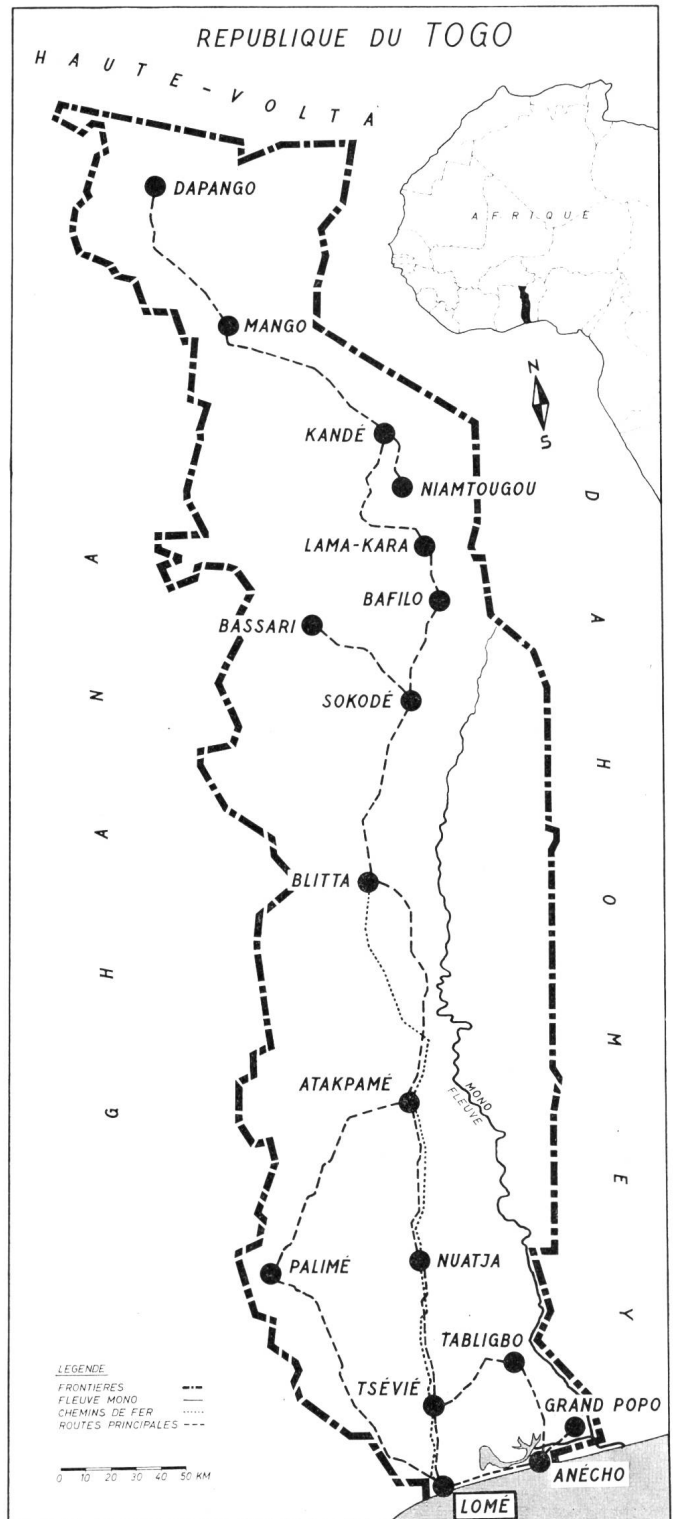 REPUBLIQUE DU TOGO
HAUTE-VOLTA
DAPANGO
AFRIQUE
MANGO
N
S
KANDÉ
NIAMTOUGOU
DAHOMEY
LAMA-KARA
GHANA
BAFILO
BASSARI
SOKODÉ
BLITTA
ATAKPAMÉ
MONO
FLEUVE
PALIMÉ
NUATJA
TABLIGBO
LEGENDE
FRONTIERES
FLEUVE MONO
CHEMINS DE FER
ROUTES PRINCIPALES
TSÉVIÉ
GRAND POPO
ANÉCHO
0 10 20 30 40 50 KM
LOMÉ